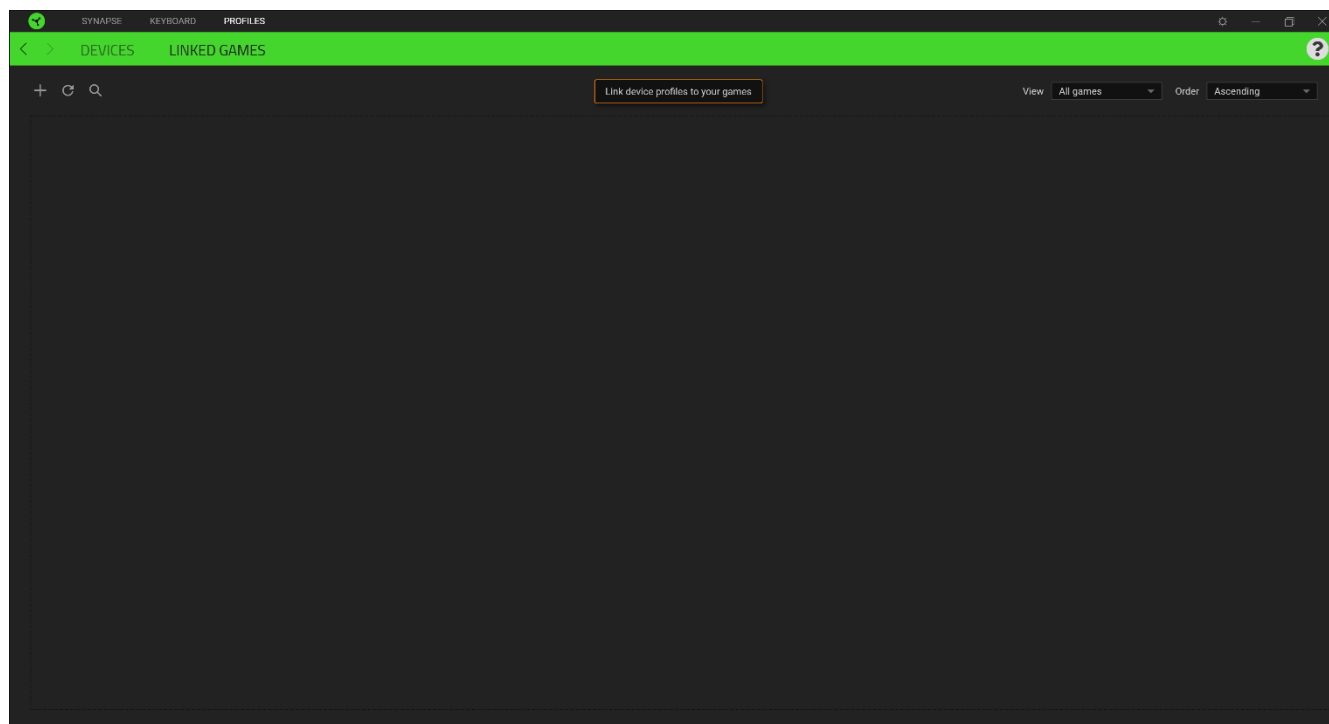 SYNAPSE KEYBOARD PROFILES
DEVICES LINKED GAMES ?
Link device profiles to your games View All games Order Ascending